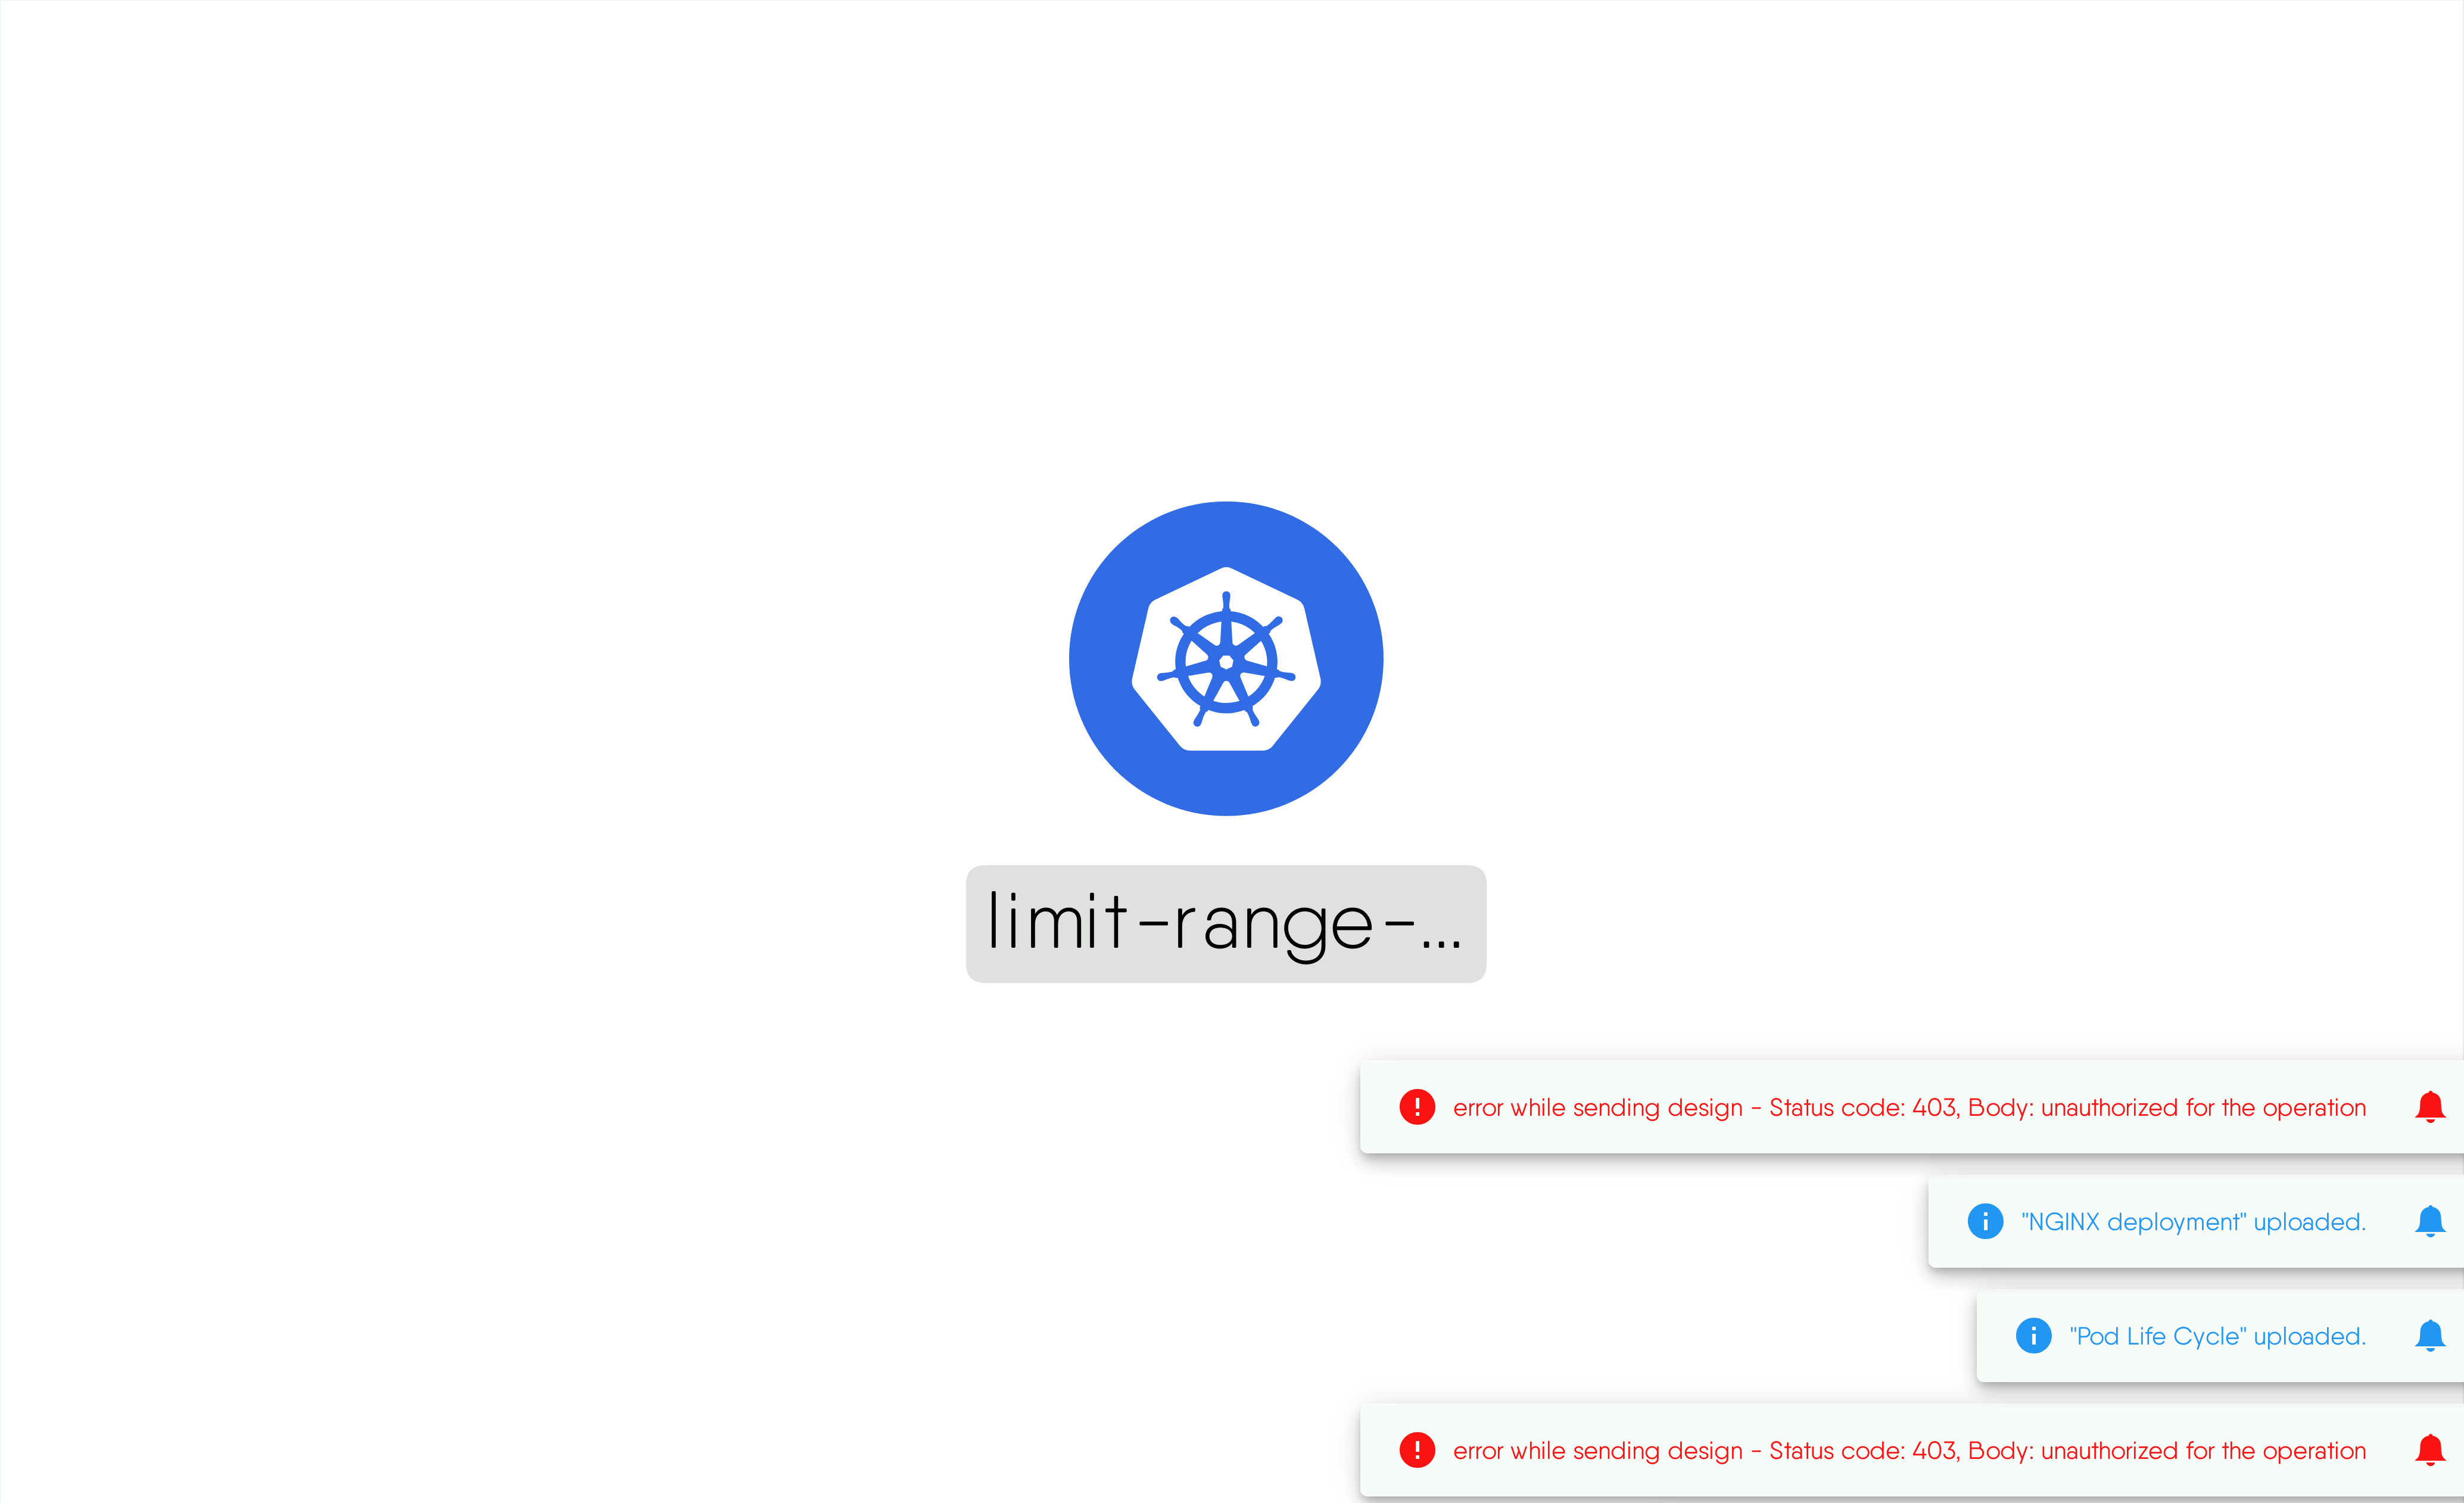 limit-range-...
error while sending design - Status code: 403, Body: unauthorized for the operation
"NGINX deployment" uploaded.
"Pod Life Cycle" uploaded.
error while sending design - Status code: 403, Body: unauthorized for the operation